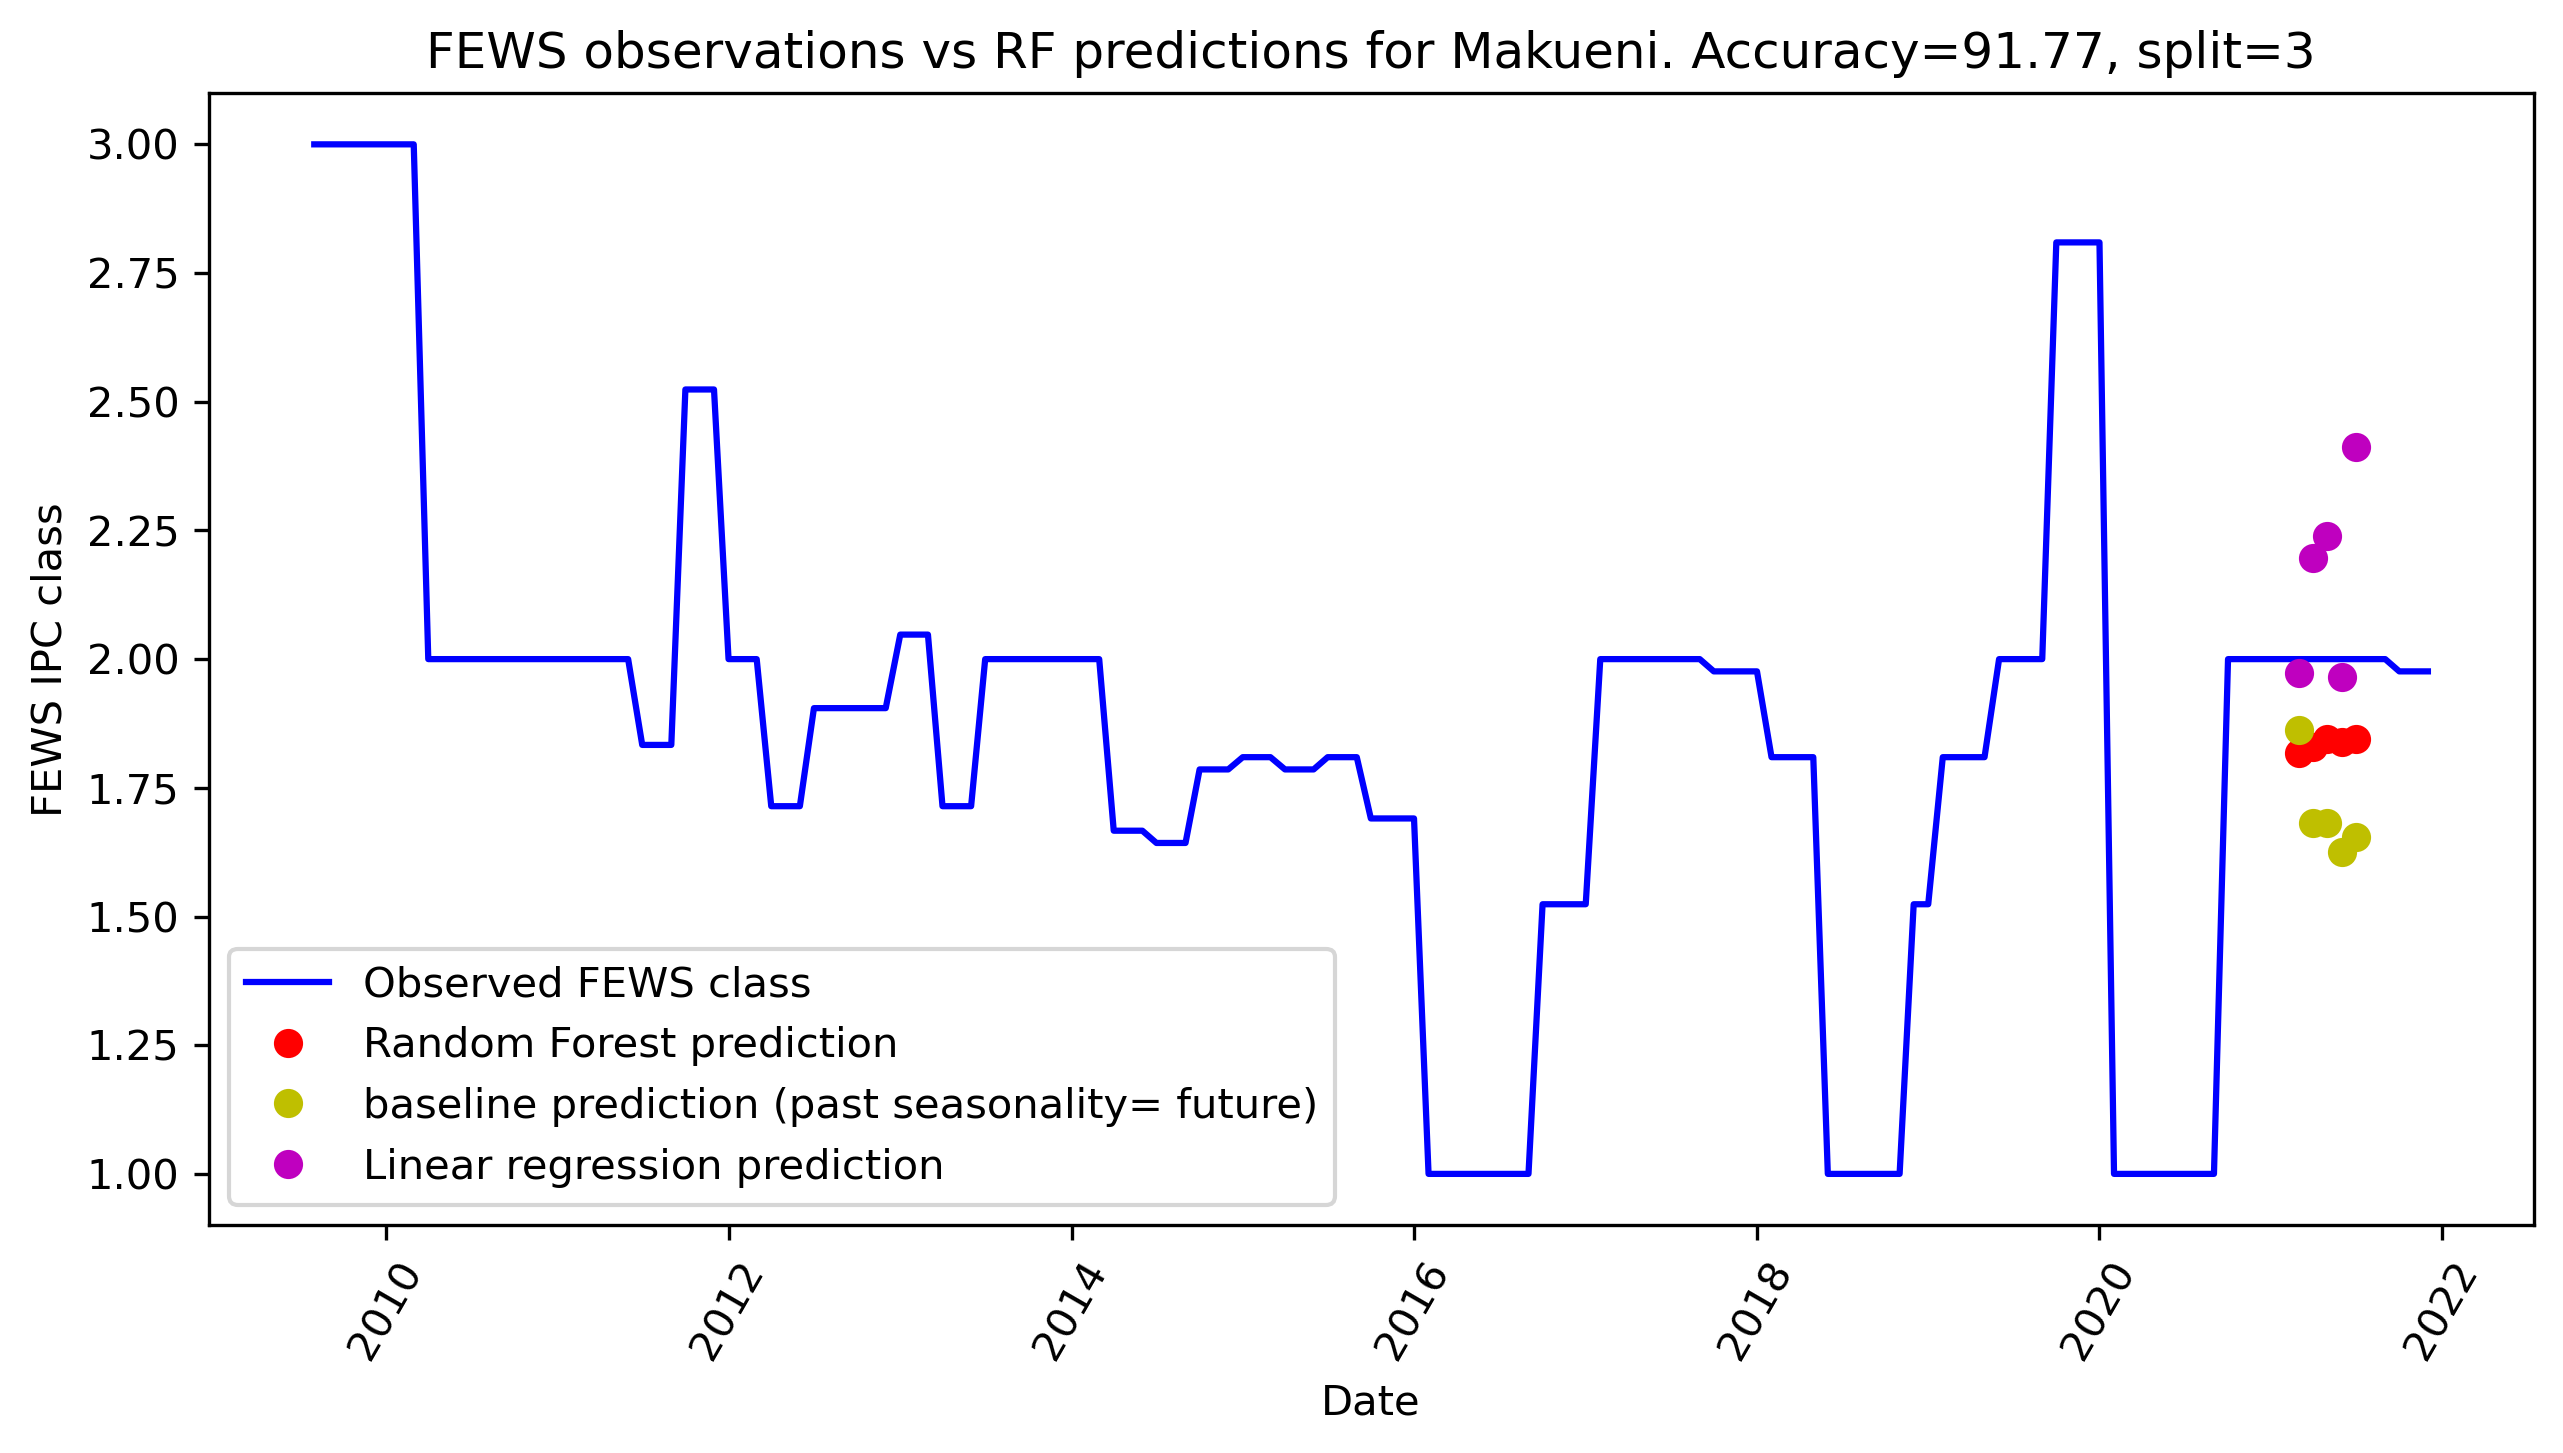 FEWS observations vs RF predictions for Makueni. Accuracy=91.77, split=3
FEWS IPC class
3.00
2.75
2.50
2.25
2.00
1.75
1.50
1.25
1.00
Observed FEWS class
Random Forest prediction
baseline prediction (past seasonality= future)
Linear regression prediction
2010
2012
2014
2016
2018
2020
2022
Date